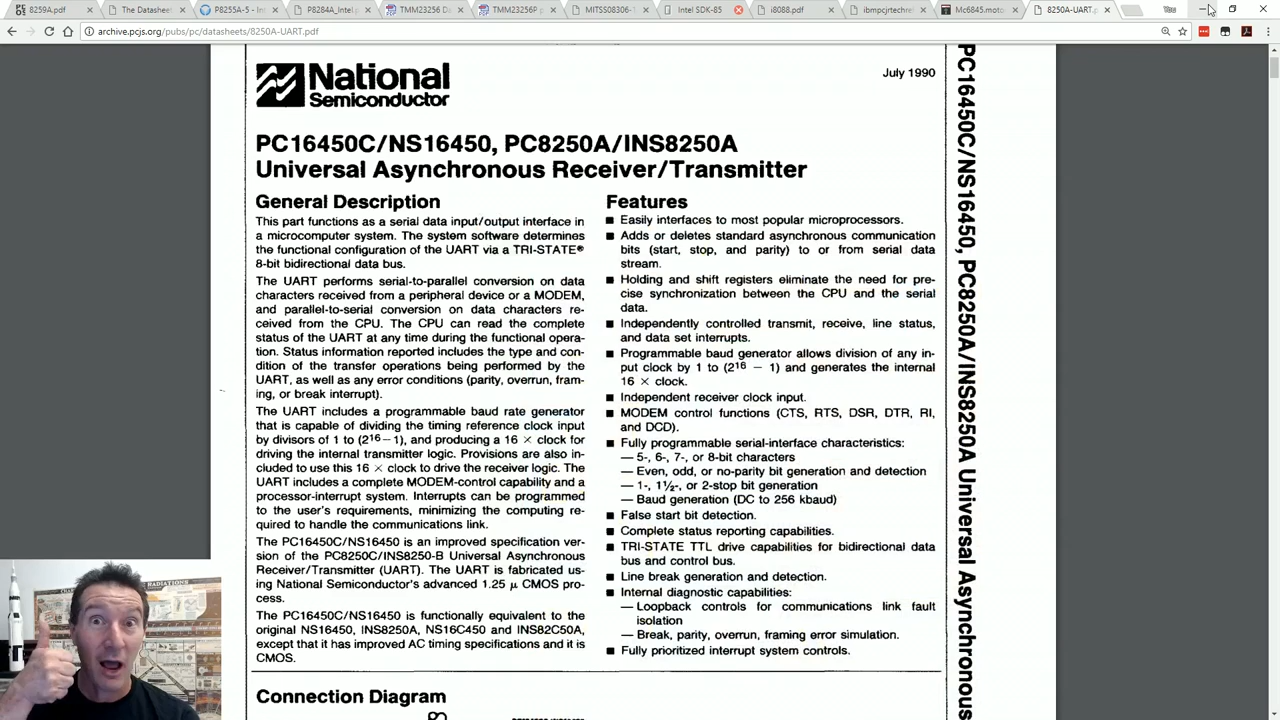 8259A.pdf
The Datashee
P8255A-5 - In
P8284A_Intel.p
TMM23256 Da
TMM23256P p
MITSS08306-1
Intel SDK-85
i8088.pdf
ibmpcjrtechre
Mc6845.motor
8250A-UART.p
archive.pcjs.org/pubs/pc/datasheets/8250A-UART.pdf
National
Semiconductor
July 1990
PC16450C/NS16450, PC8250A/INS8250A
Universal Asynchronous Receiver/Transmitter
General Description
This part functions as a serial data input/output interface in
a microcomputer system. The system software determines
the functional configuration of the UART via a TRI-STATE®
8-bit bidirectional data bus.
The UART performs serial-to-parallel conversion on data
characters received from a peripheral device or a MODEM,
and parallel-to-serial conversion on data characters re-
ceived from the CPU. The CPU can read the complete
status of the UART at any time during the functional opera-
tion. Status information reported includes the type and con-
dition of the transfer operations being performed by the
UART, as well as any error conditions (parity, overrun, fram-
ing, or break interrupt).
The UART includes a programmable baud rate generator
that is capable of dividing the timing reference clock input
by divisors of 1 to (2¹⁶−1), and producing a 16 × clock for
driving the internal transmitter logic. Provisions are also in-
cluded to use this 16 × clock to drive the receiver logic. The
UART includes a complete MODEM-control capability and a
processor-interrupt system. Interrupts can be programmed
to the user's requirements, minimizing the computing re-
quired to handle the communications link.
The PC16450C/NS16450 is an improved specification ver-
sion of the PC8250C/INS8250-B Universal Asynchronous
Receiver/Transmitter (UART). The UART is fabricated us-
ing National Semiconductor's advanced 1.25 μ CMOS pro-
cess.
The PC16450C/NS16450 is functionally equivalent to the
original NS16450, INS8250A, NS16C450 and INS82C50A,
except that it has improved AC timing specifications and it is
CMOS.
Features
■ Easily interfaces to most popular microprocessors.
■ Adds or deletes standard asynchronous communication
bits (start, stop, and parity) to or from serial data
stream.
■ Holding and shift registers eliminate the need for pre-
cise synchronization between the CPU and the serial
data.
■ Independently controlled transmit, receive, line status,
and data set interrupts.
■ Programmable baud generator allows division of any in-
put clock by 1 to (2¹⁶ − 1) and generates the internal
16 × clock.
■ Independent receiver clock input.
■ MODEM control functions (CTS, RTS, DSR, DTR, RI,
and DCD).
■ Fully programmable serial-interface characteristics:
— 5-, 6-, 7-, or 8-bit characters
— Even, odd, or no-parity bit generation and detection
— 1-, 1½-, or 2-stop bit generation
— Baud generation (DC to 256 kbaud)
■ False start bit detection.
■ Complete status reporting capabilities.
■ TRI-STATE TTL drive capabilities for bidirectional data
bus and control bus.
■ Line break generation and detection.
■ Internal diagnostic capabilities:
— Loopback controls for communications link fault
isolation
— Break, parity, overrun, framing error simulation.
■ Fully prioritized interrupt system controls.
Connection Diagram
PC16450C/NS16450, PC8250A/INS8250A Universal Asynchronous